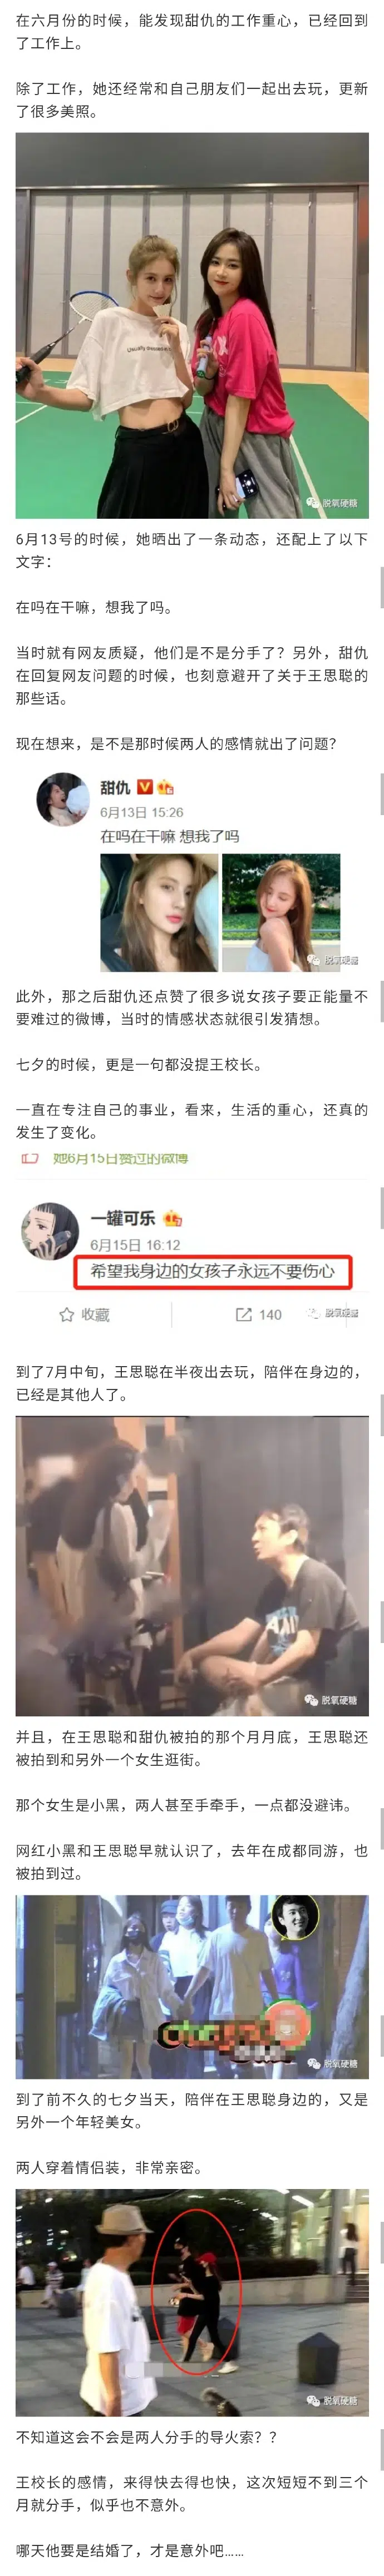 在六月份的时候，能发现甜仇的工作重心，已经回到
了工作上。
除了工作，她还经常和自己朋友们一起出去玩，更新
了很多美照。
脱氧硬糖
6月13号的时候，她晒出了一条动态，还配上了以下
文字：
在吗在干嘛，想我了吗。
当时就有网友质疑，他们是不是分手了？另外，甜仇
在回复网友问题的时候，也刻意避开了关于王思聪的
那些话。
现在想来，是不是那时候两人的感情就出了问题？
甜仇
6月13日 15:26
在吗在干嘛 想我了吗
脱氧硬糖
此外，那之后甜仇还点赞了很多说女孩子要正能量不
要难过的微博，当时的情感状态就很引发猜想。
七夕的时候，更是一句都没提王校长。
一直在专注自己的事业，看来，生活的重心，还真的
发生了变化。
她6月15日赞过的微博
一罐可乐
6月15日 16:12
希望我身边的女孩子永远不要伤心
收藏
140
脱氧硬糖
到了7月中旬，王思聪在半夜出去玩，陪伴在身边的，
已经是其他人了。
脱氧硬糖
并且，在王思聪和甜仇被拍的那个月月底，王思聪还
被拍到和另外一个女生逛街。
那个女生是小黑，两人甚至手牵手，一点都没避讳。
网红小黑和王思聪早就认识了，去年在成都同游，也
被拍到过。
脱氧硬糖
到了前不久的七夕当天，陪伴在王思聪身边的，又是
另外一个年轻美女。
两人穿着情侣装，非常亲密。
脱氧硬糖
不知道这会不会是两人分手的导火索？？
王校长的感情，来得快去得也快，这次短短不到三个
月就分手，似乎也不意外。
哪天他要是结婚了，才是意外吧......